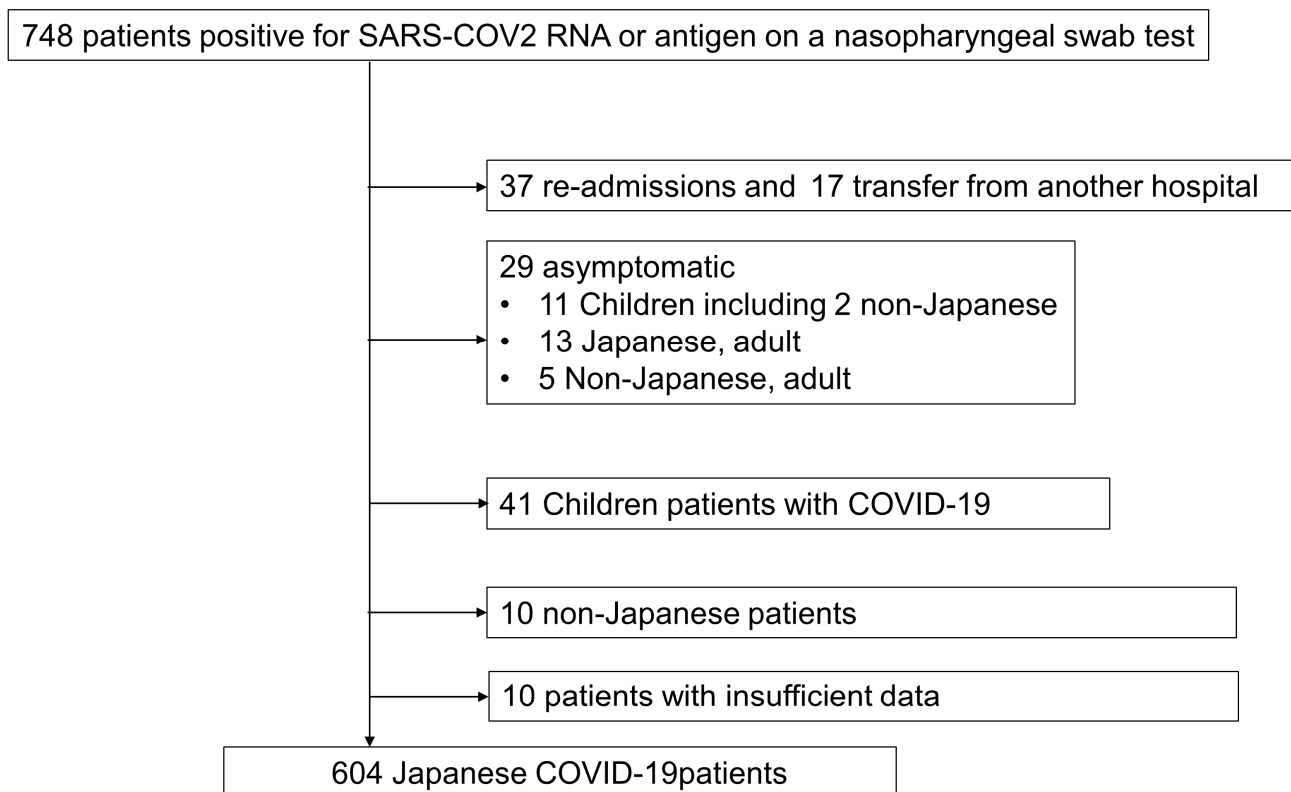 748 patients positive for SARS-COV2 RNA or antigen on a nasopharyngeal swab test
37 re-admissions and 17 transfer from another hospital
29 asymptomatic
• 11 Children including 2 non-Japanese
• 13 Japanese, adult
• 5 Non-Japanese, adult
41 Children patients with COVID-19
10 non-Japanese patients
10 patients with insufficient data
604 Japanese COVID-19patients